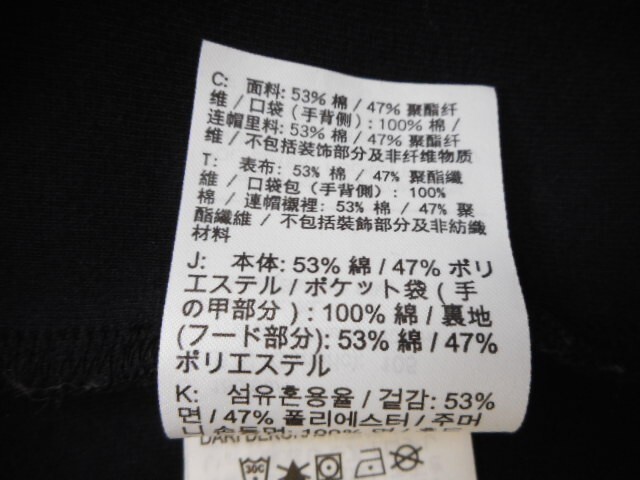 C: 面料: 53% 棉 / 47% 聚酯纤
维 / 口袋 (手背侧) : 100% 棉 /
连帽里料: 53% 棉 / 47% 聚酯纤
维 / 不包括装饰部分及非纤维物质
T: 表布: 53% 棉 / 47% 聚酯纖
維 / 口袋包 (手背側) : 100%
棉 / 連帽襯裡: 53% 棉 / 47% 聚
酯纖維 / 不包括裝飾部分及非紡織
材料
J: 本体: 53% 綿 / 47% ポリ
エステル / ポケット袋 ( 手
の甲部分 ) : 100% 綿 / 裏地
(フード部分): 53% 綿 / 47%
ポリエステル
K: 섬유혼용율 / 겉감: 53%
면 / 47% 폴리에스터 / 주머
30C